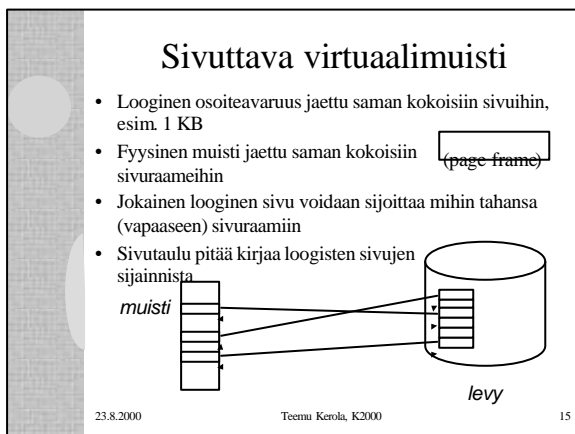 Sivuttava virtuaalimuisti
• Looginen osoiteavaruus jaettu saman kokoisiin sivuihin,
esim. 1 KB
• Fyysinen muisti jaettu saman kokoisiin
sivuraameihin
(page frame)
• Jokainen looginen sivu voidaan sijoittaa mihin tahansa
(vapaaseen) sivuraamiin
• Sivutaulu pitää kirjaa loogisten sivujen
sijainnista
muisti
levy
23.8.2000 Teemu Kerola, K2000 15